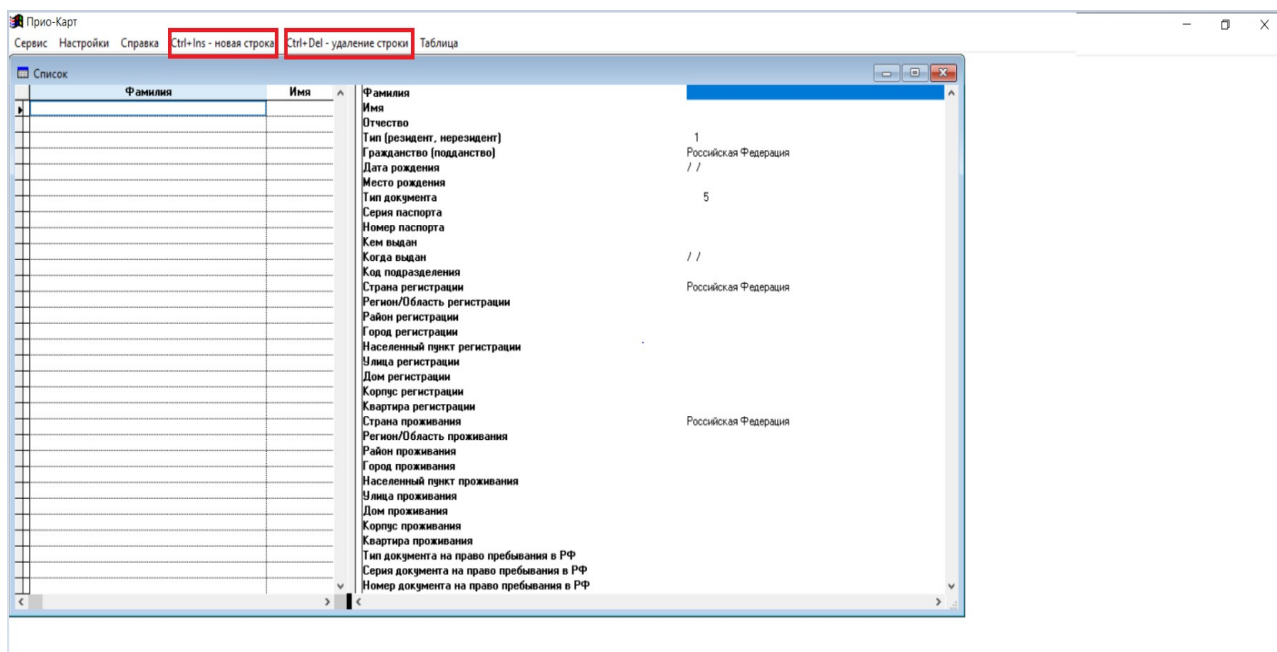 Прио-Карт
Сервис Настройки Справка Ctrl+Ins - новая строка Ctrl+Del - удаление строки Таблица
Список
Фамилия Имя
Фамилия
Имя
Отчество
Тип (резидент, нерезидент) 1
Гражданство (подданство) Российская Федерация
Дата рождения / /
Место рождения
Тип документа 5
Серия паспорта
Номер паспорта
Кем выдан
Когда выдан / /
Код подразделения
Страна регистрации Российская Федерация
Регион/Область регистрации
Район регистрации
Город регистрации
Населенный пункт регистрации
Улица регистрации
Дом регистрации
Корпус регистрации
Квартира регистрации
Страна проживания Российская Федерация
Регион/Область проживания
Район проживания
Город проживания
Населенный пункт проживания
Улица проживания
Дом проживания
Корпус проживания
Квартира проживания
Тип документа на право пребывания в РФ
Серия документа на право пребывания в РФ
Номер документа на право пребывания в РФ